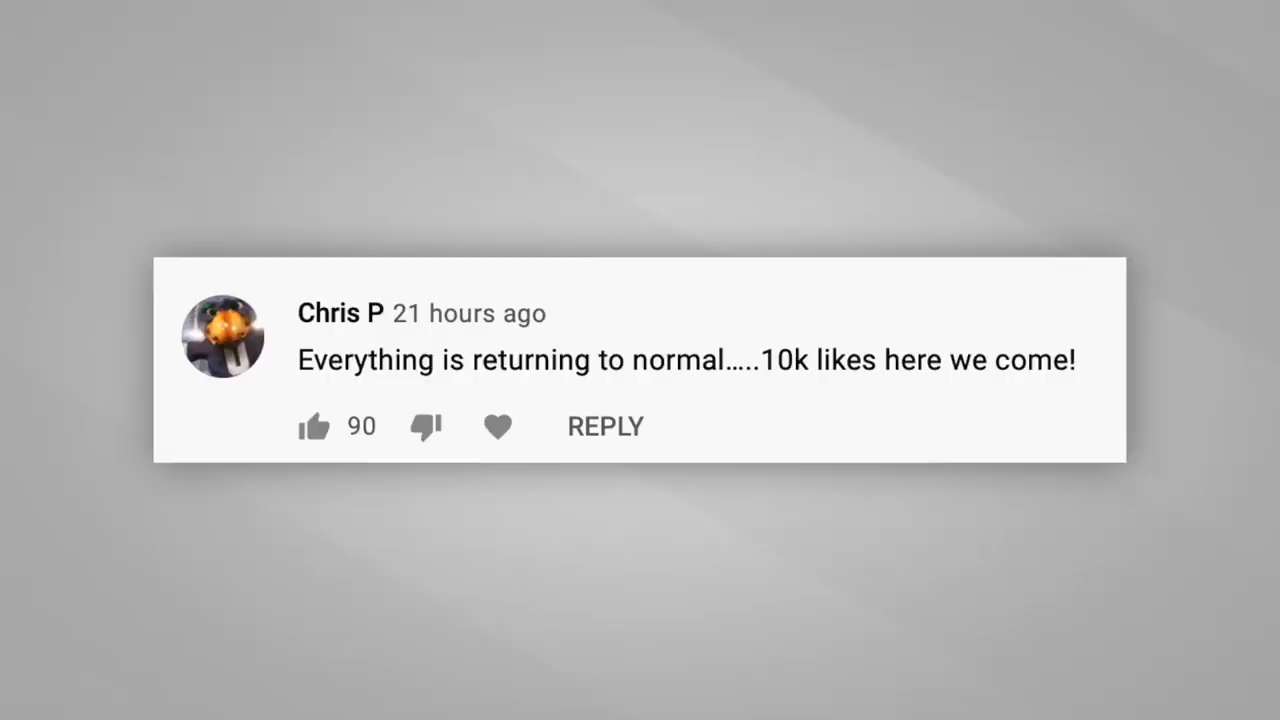 Chris P 21 hours ago
Everything is returning to normal.....10k likes here we come!
90 REPLY